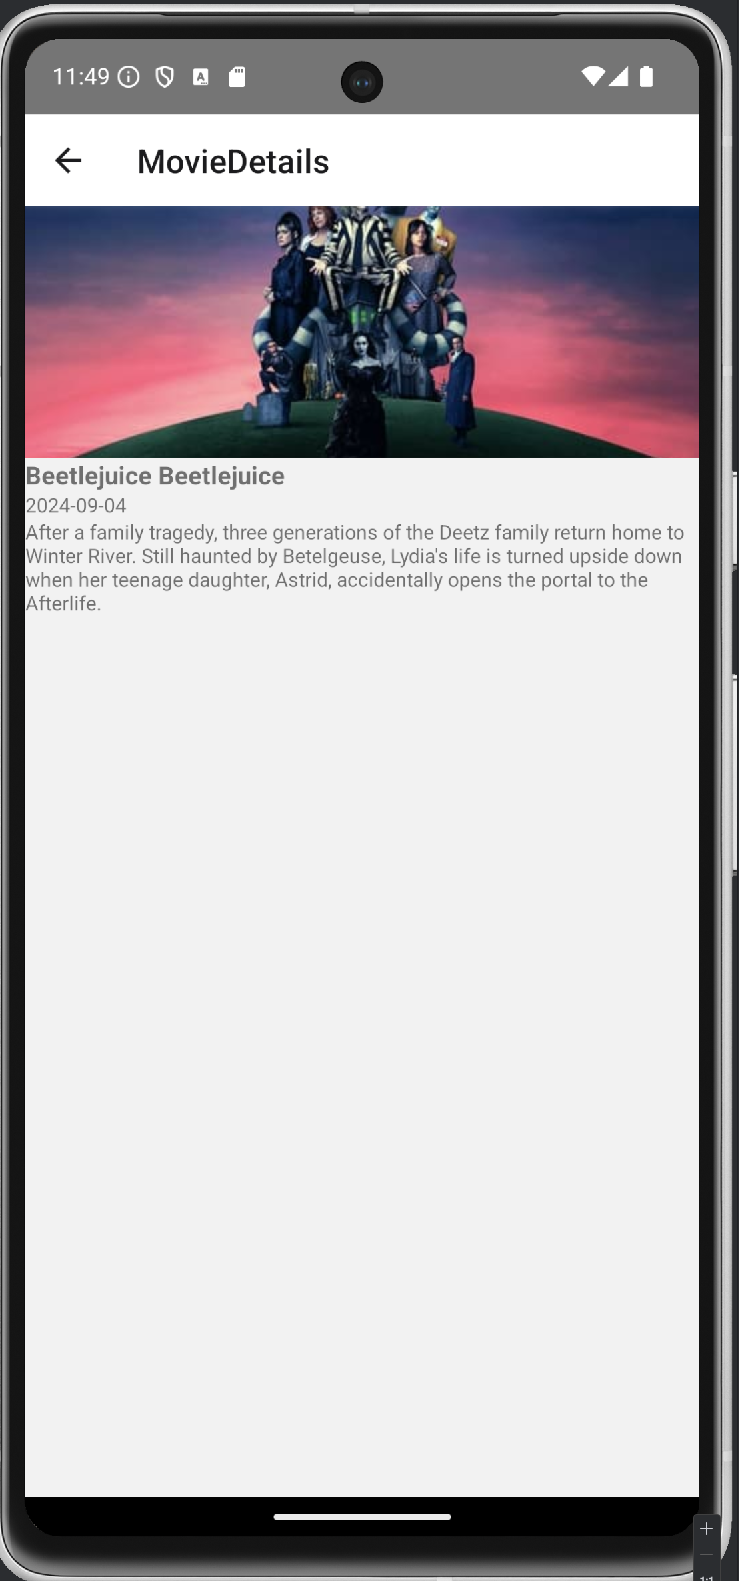 11:49
MovieDetails
Beetlejuice Beetlejuice
2024-09-04
After a family tragedy, three generations of the Deetz family return home to
Winter River. Still haunted by Betelgeuse, Lydia's life is turned upside down
when her teenage daughter, Astrid, accidentally opens the portal to the
Afterlife.